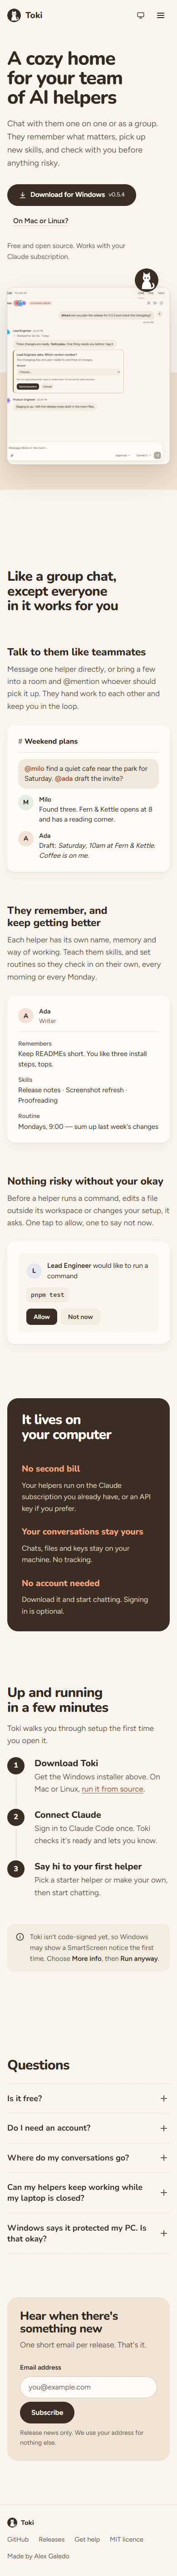 Toki
A cozy home
for your team
of AI helpers
Chat with them one on one or as a group.
They remember what matters, pick up
new skills, and check with you before
anything risky.
Download for Windows v0.5.4
On Mac or Linux?
Free and open source. Works with your
Claude subscription.
Like a group chat,
except everyone
in it works for you
Talk to them like teammates
Message one helper directly, or bring a few
into a room and @mention whoever should
pick it up. They hand work to each other and
keep you in the loop.
# Weekend plans
@milo find a quiet cafe near the park for
Saturday. @ada draft the invite?
M
Milo
Found three. Fern & Kettle opens at 8
and has a reading corner.
A
Ada
Draft: Saturday, 10am at Fern & Kettle.
Coffee is on me.
They remember, and
keep getting better
Each helper has its own name, memory and
way of working. Teach them skills, and set
routines so they check in on their own, every
morning or every Monday.
A
Ada
Writer
Remembers
Keep READMEs short. You like three install
steps, tops.
Skills
Release notes · Screenshot refresh ·
Proofreading
Routine
Mondays, 9:00 — sum up last week's changes
Nothing risky without your okay
Before a helper runs a command, edits a file
outside its workspace or changes your setup, it
asks. One tap to allow, one to say not now.
L
Lead Engineer would like to run a
command
pnpm test
Allow
Not now
It lives on
your computer
No second bill
Your helpers run on the Claude
subscription you already have, or an API
key if you prefer.
Your conversations stay yours
Chats, files and keys stay on your
machine. No tracking.
No account needed
Download it and start chatting. Signing
in is optional.
Up and running
in a few minutes
Toki walks you through setup the first time
you open it.
1
Download Toki
Get the Windows installer above. On
Mac or Linux, run it from source.
2
Connect Claude
Sign in to Claude Code once. Toki
checks it's ready and lets you know.
3
Say hi to your first helper
Pick a starter helper or make your own,
then start chatting.
Toki isn't code-signed yet, so Windows
may show a SmartScreen notice the first
time. Choose More info, then Run anyway.
Questions
Is it free?
Do I need an account?
Where do my conversations go?
Can my helpers keep working while
my laptop is closed?
Windows says it protected my PC. Is
that okay?
Hear when there's
something new
One short email per release. That's it.
Email address
you@example.com
Subscribe
Release news only. We use your address for
nothing else.
Toki
GitHub Releases Get help MIT licence
Made by Alex Galedo